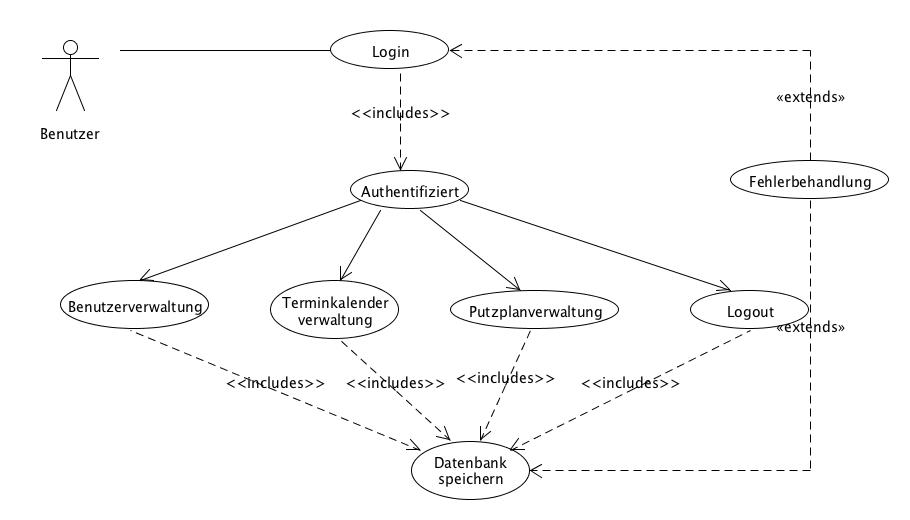 Login
«extends»
<<includes>>
Benutzer
Authentifiziert
Fehlerbehandlung
Benutzerverwaltung
Terminkalender
verwaltung
Putzplanverwaltung
Logout
«extends»
<<includes>>
<<includes>>
<<includes>>
<<includes>>
Datenbank
speichern